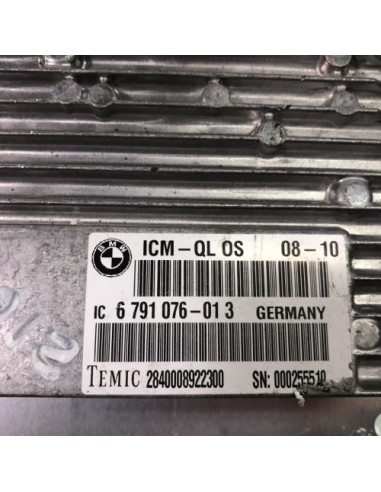 BMW
ICM-QL OS 08-10
IC 6 791 076-01 3 GERMANY
TEMIC 2840008922300 SN: 000255510